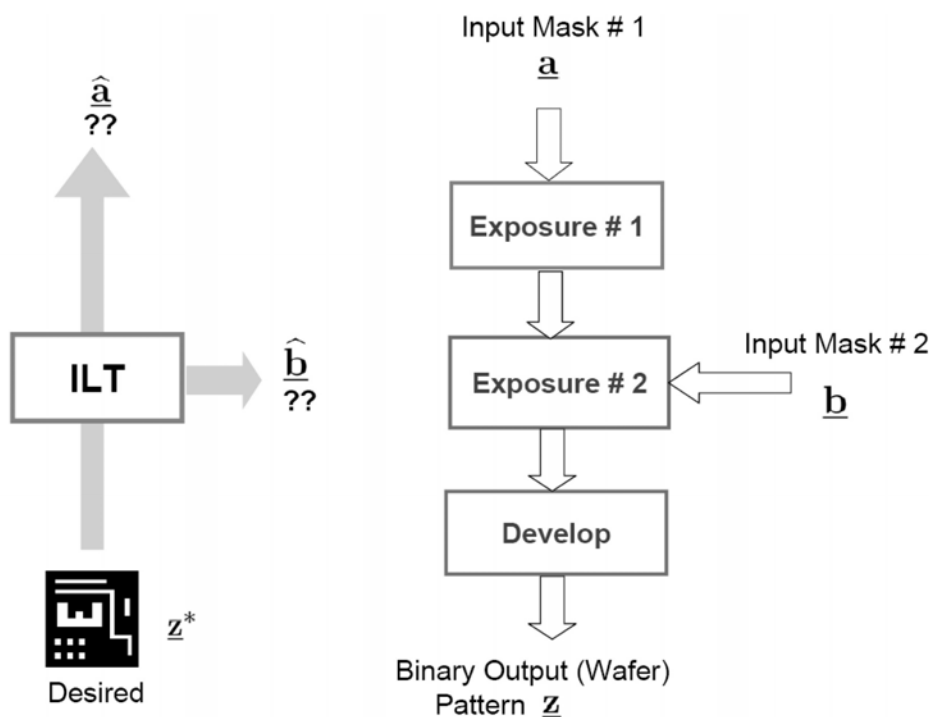 Input Mask # 1
a
Exposure # 1
Exposure # 2
Input Mask # 2
b
Develop
Binary Output (Wafer)
Pattern z
â
??
ILT
b̂
??
z*
Desired